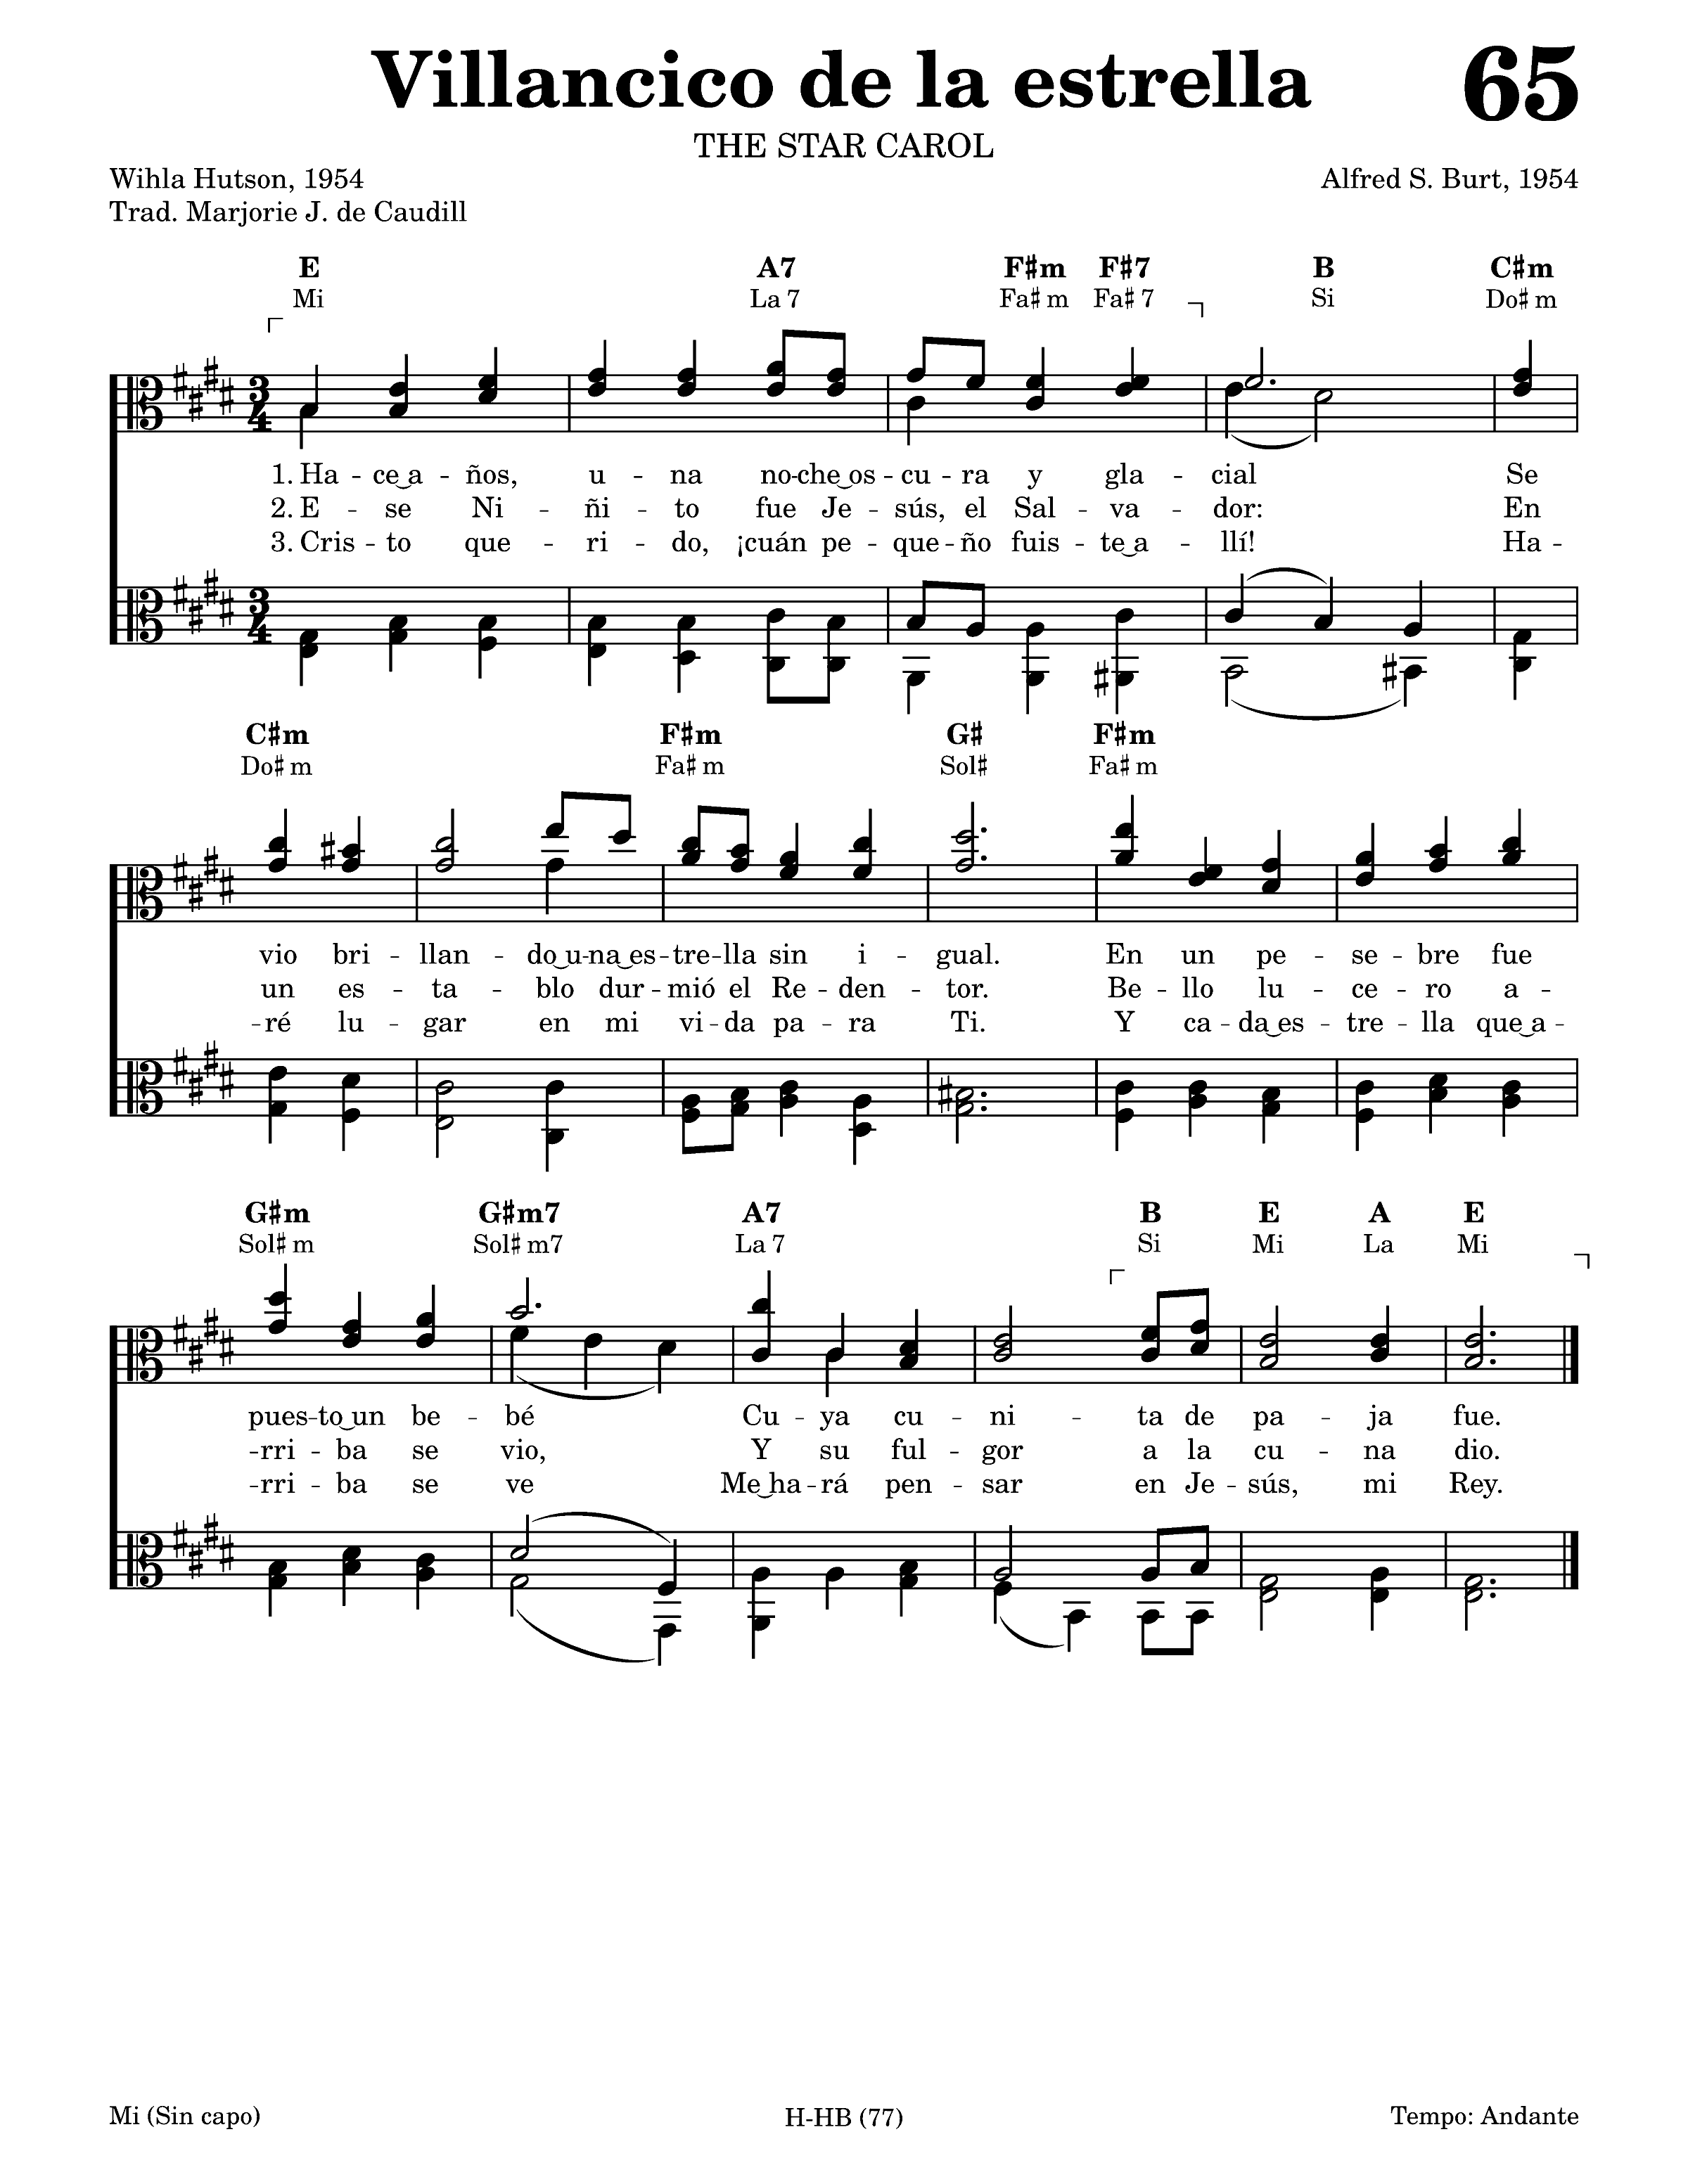 Villancico de la estrella 65
THE STAR CAROL
Wihla Hutson, 1954 Alfred S. Burt, 1954
Trad. Marjorie J. de Caudill
E A7 F♯m F♯7 B C♯m
Mi La 7 Fa♯ m Fa♯ 7 Si Do♯ m
3 4
1. Ha - ce‿a - ños, u - na no - che‿os - cu - ra y gla - cial Se
2. E - se Ni - ñi - to fue Je - sús, el Sal - va - dor: En
3. Cris - to que - ri - do, ¡cuán pe - que - ño fuis - te‿a - llí! Ha -
3 4
C♯m F♯m G♯ F♯m
Do♯ m Fa♯ m Sol♯ Fa♯ m
vio bri - llan - do‿u - na‿es - tre - lla sin i - gual. En un pe - se - bre fue
un es - ta - blo dur - mió el Re - den - tor. Be - llo lu - ce - ro a -
- ré lu - gar en mi vi - da pa - ra Ti. Y ca - da‿es - tre - lla que‿a -
G♯m G♯m7 A7 B E A E
Sol♯ m Sol♯ m7 La 7 Si Mi La Mi
pues - to‿un be - bé Cu - ya cu - ni - ta de pa - ja fue.
- rri - ba se vio, Y su ful - gor a la cu - na dio.
- rri - ba se ve Me‿ha - rá pen - sar en Je - sús, mi Rey.
Mi (Sin capo) H-HB (77) Tempo: Andante